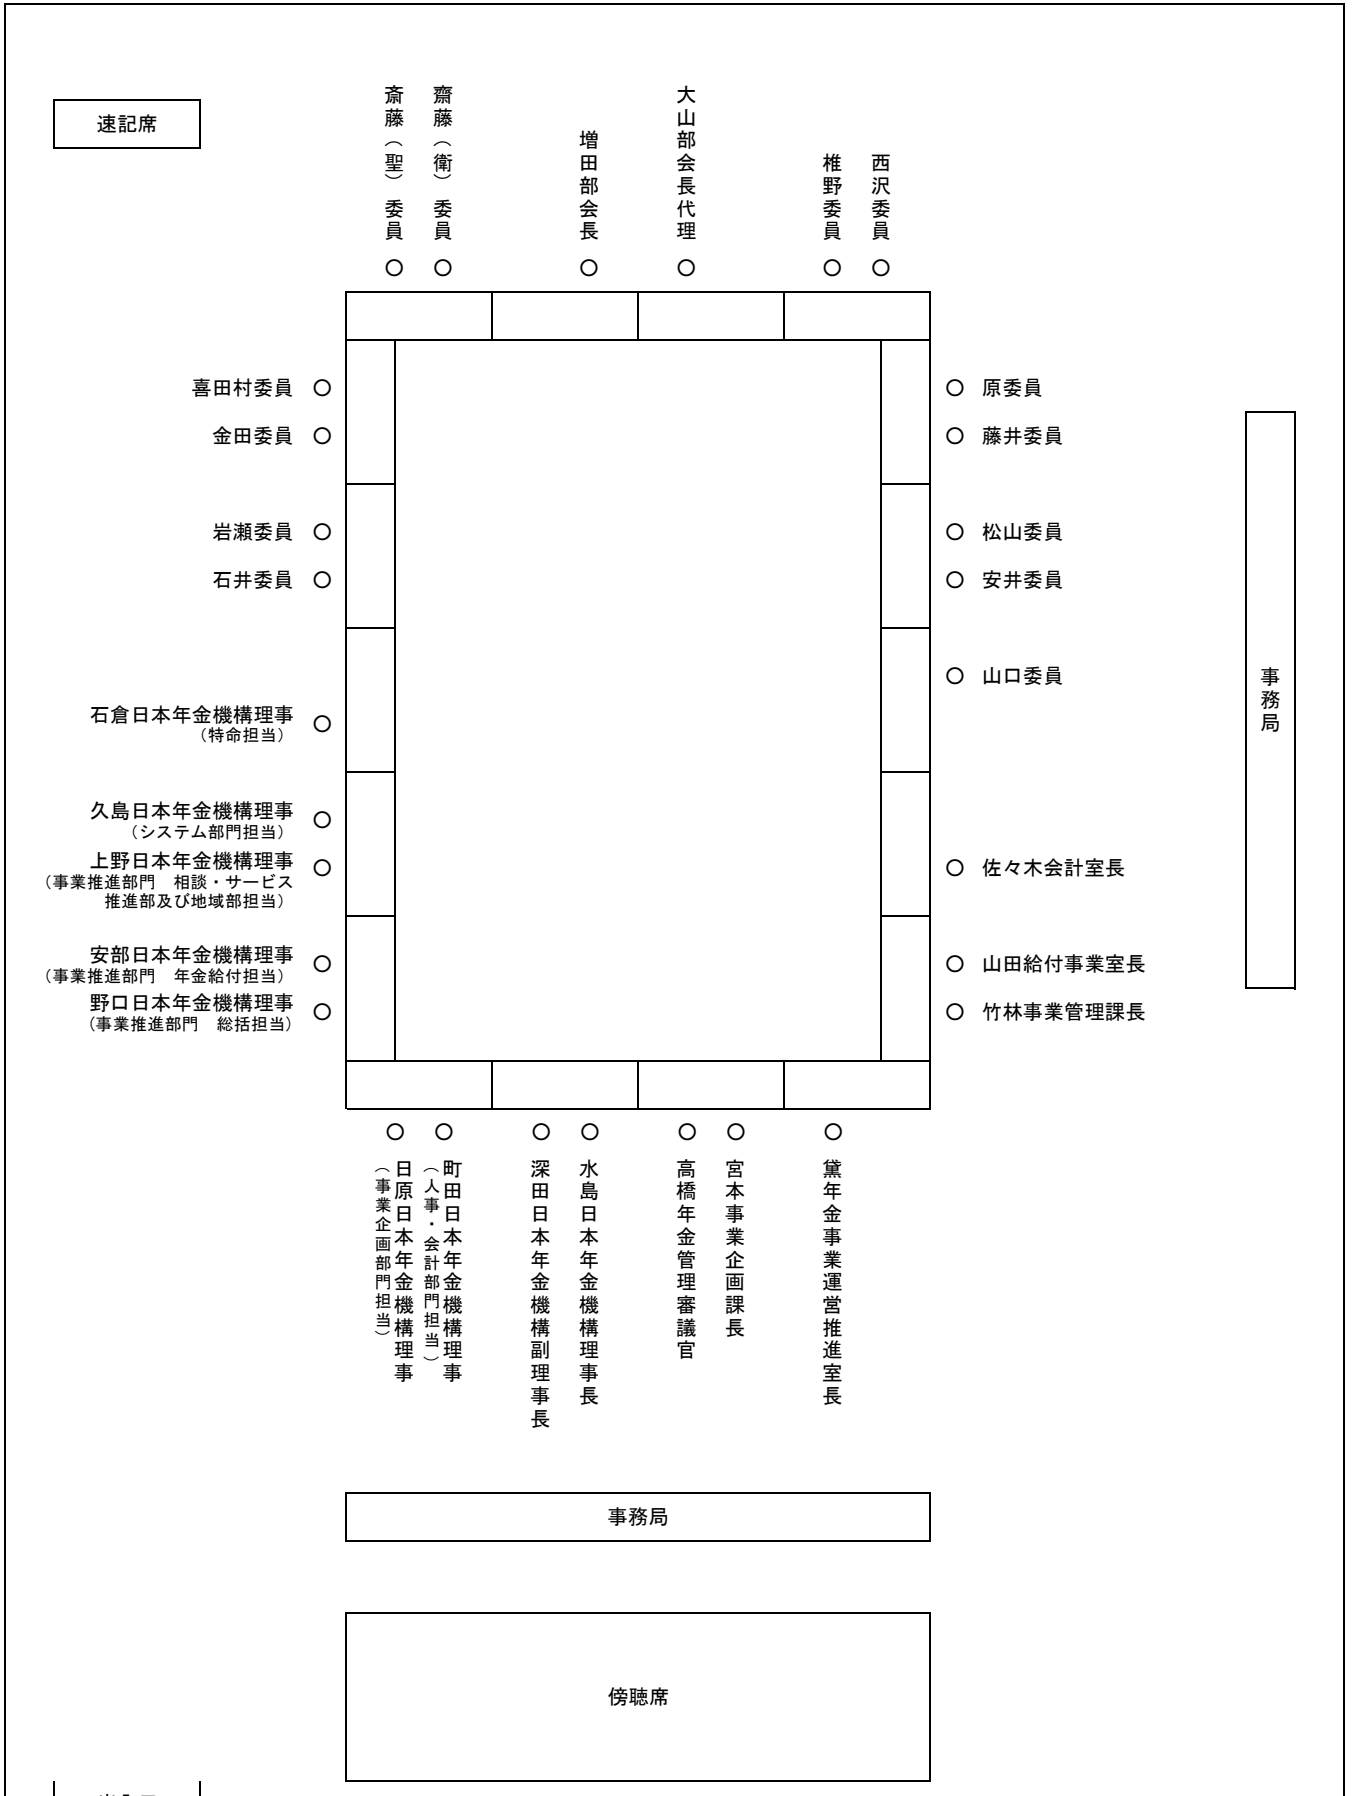 速記席
斎藤（聖）委員
齋藤（衛）委員
増田部会長
大山部会長代理
椎野委員
西沢委員
喜田村委員
金田委員
岩瀬委員
石井委員
石倉日本年金機構理事
（特命担当）
久島日本年金機構理事
（システム部門担当）
上野日本年金機構理事
（事業推進部門　相談・サービス
推進部及び地域部担当）
安部日本年金機構理事
（事業推進部門　年金給付担当）
野口日本年金機構理事
（事業推進部門　総括担当）
原委員
藤井委員
松山委員
安井委員
山口委員
佐々木会計室長
山田給付事業室長
竹林事業管理課長
事務局
日原日本年金機構理事
（事業企画部門担当）
町田日本年金機構理事
（人事・会計部門担当）
深田日本年金機構副理事長
水島日本年金機構理事長
高橋年金管理審議官
宮本事業企画課長
黛年金事業運営推進室長
事務局
傍聴席